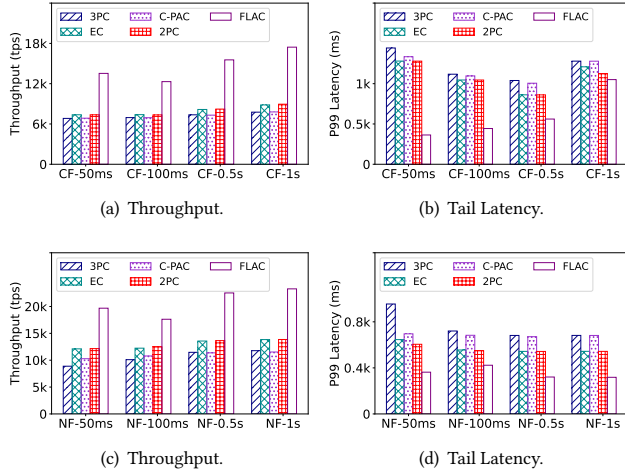 3PC C-PAC FLAC
EC 2PC
Throughput (tps)
18k
12k
6k
0
CF-50ms CF-100ms CF-0.5s CF-1s
(a) Throughput.
3PC C-PAC FLAC
EC 2PC
P99 Latency (ms)
1k
0.5k
0
CF-50ms CF-100ms CF-0.5s CF-1s
(b) Tail Latency.
3PC C-PAC FLAC
EC 2PC
Throughput (tps)
20k
15k
10k
5k
0
NF-50ms NF-100ms NF-0.5s NF-1s
(c) Throughput.
3PC C-PAC FLAC
EC 2PC
P99 Latency (ms)
0.8k
0.4k
0
NF-50ms NF-100ms NF-0.5s NF-1s
(d) Tail Latency.